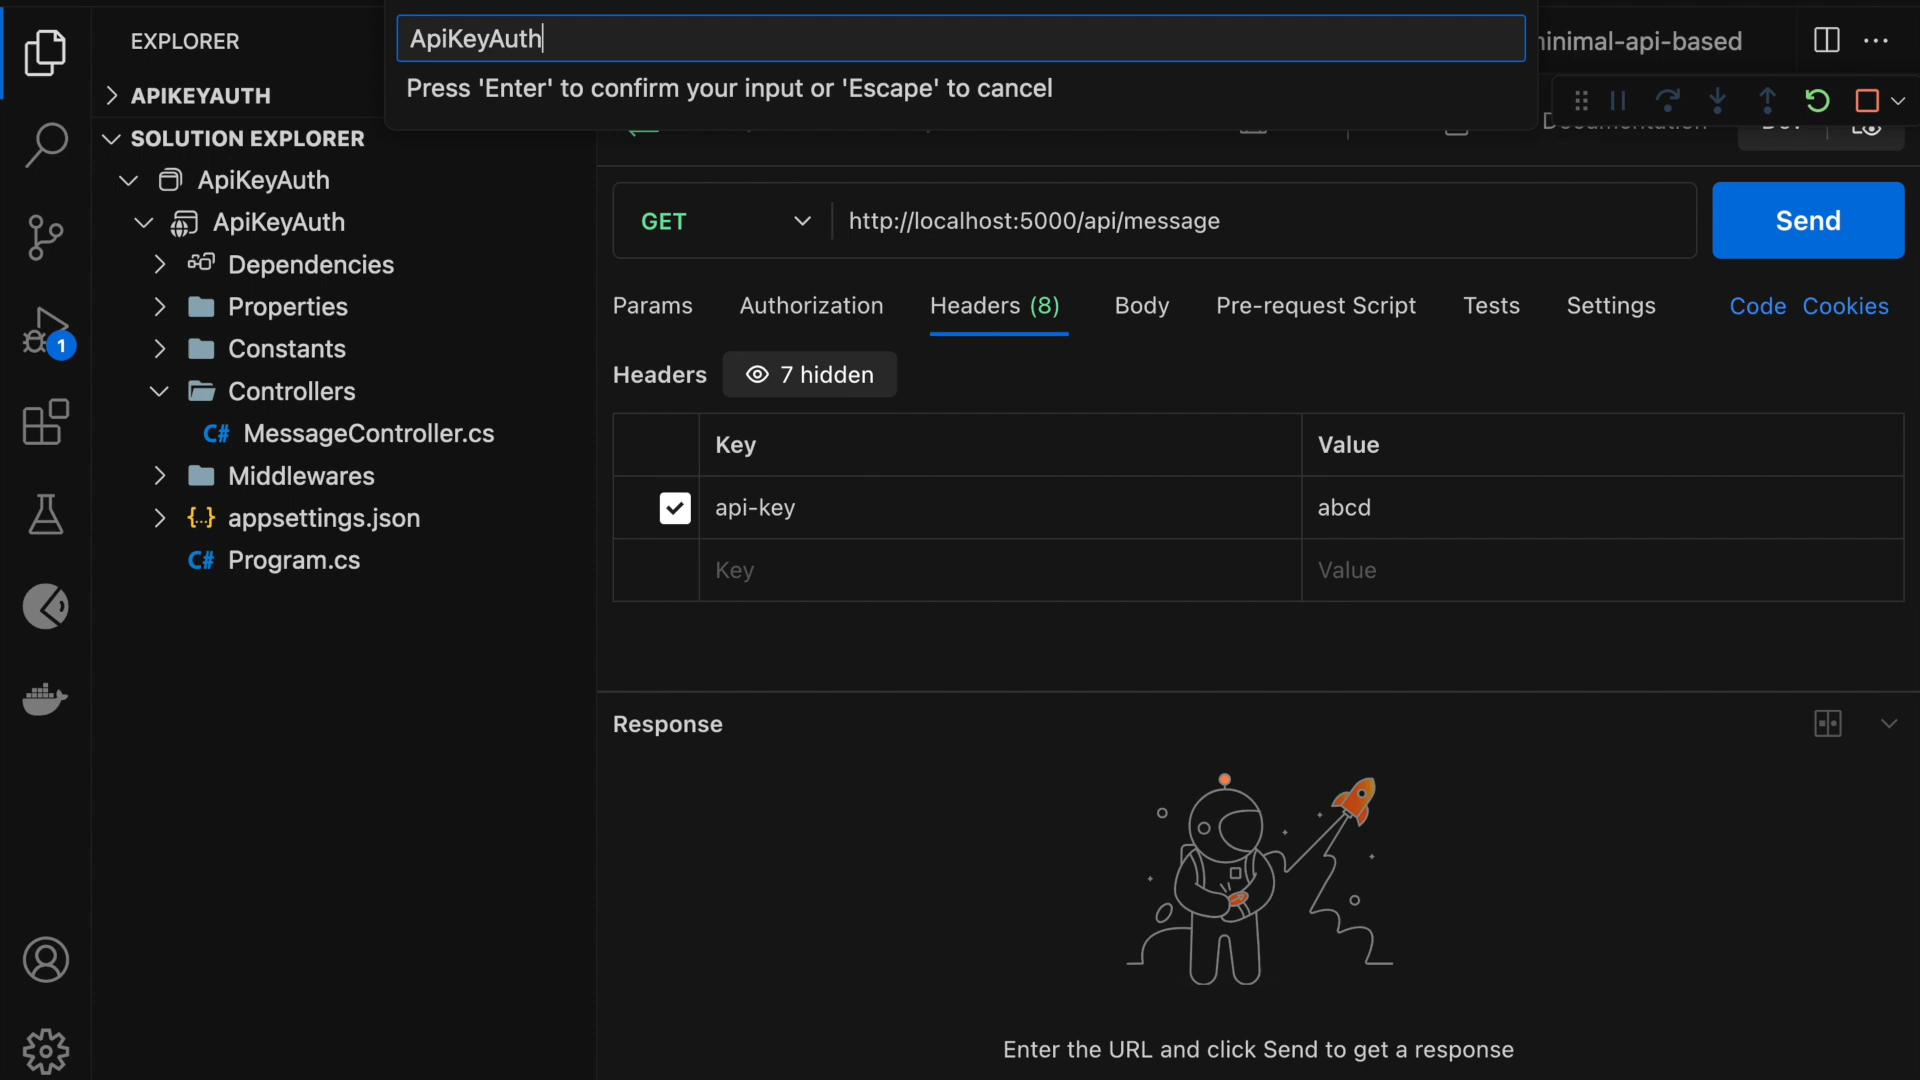 EXPLORER
ApiKeyAuth
Press 'Enter' to confirm your input or 'Escape' to cancel
minimal-api-based
APIKEYAUTH
SOLUTION EXPLORER
ApiKeyAuth
ApiKeyAuth
Dependencies
Properties
Constants
Controllers
C# MessageController.cs
Middlewares
{..} appsettings.json
C# Program.cs
1
Documentation
GET http://localhost:5000/api/message Send
Params Authorization Headers (8) Body Pre-request Script Tests Settings Code Cookies
Headers 7 hidden
Key Value
api-key abcd
Key Value
Response
Enter the URL and click Send to get a response